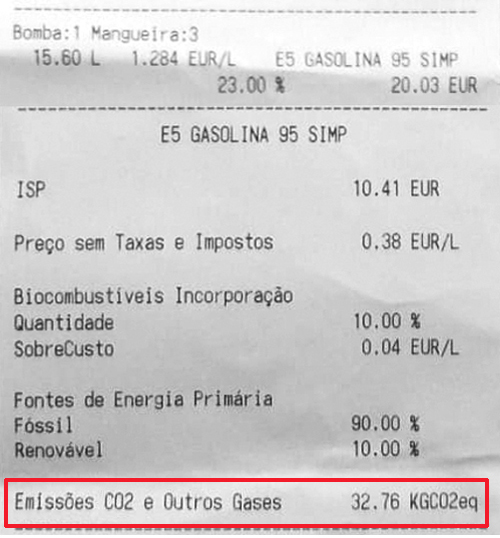 Bomba:1 Mangueira:3
15.60 L 1.284 EUR/L E5 GASOLINA 95 SIMP
23.00 % 20.03 EUR
E5 GASOLINA 95 SIMP
ISP 10.41 EUR
Preço sem Taxas e Impostos 0.38 EUR/L
Biocombustíveis Incorporação
Quantidade 10.00 %
SobreCusto 0.04 EUR/L
Fontes de Energia Primária
Fóssil 90.00 %
Renovável 10.00 %
Emissões CO2 e Outros Gases 32.76 KGCO2eq